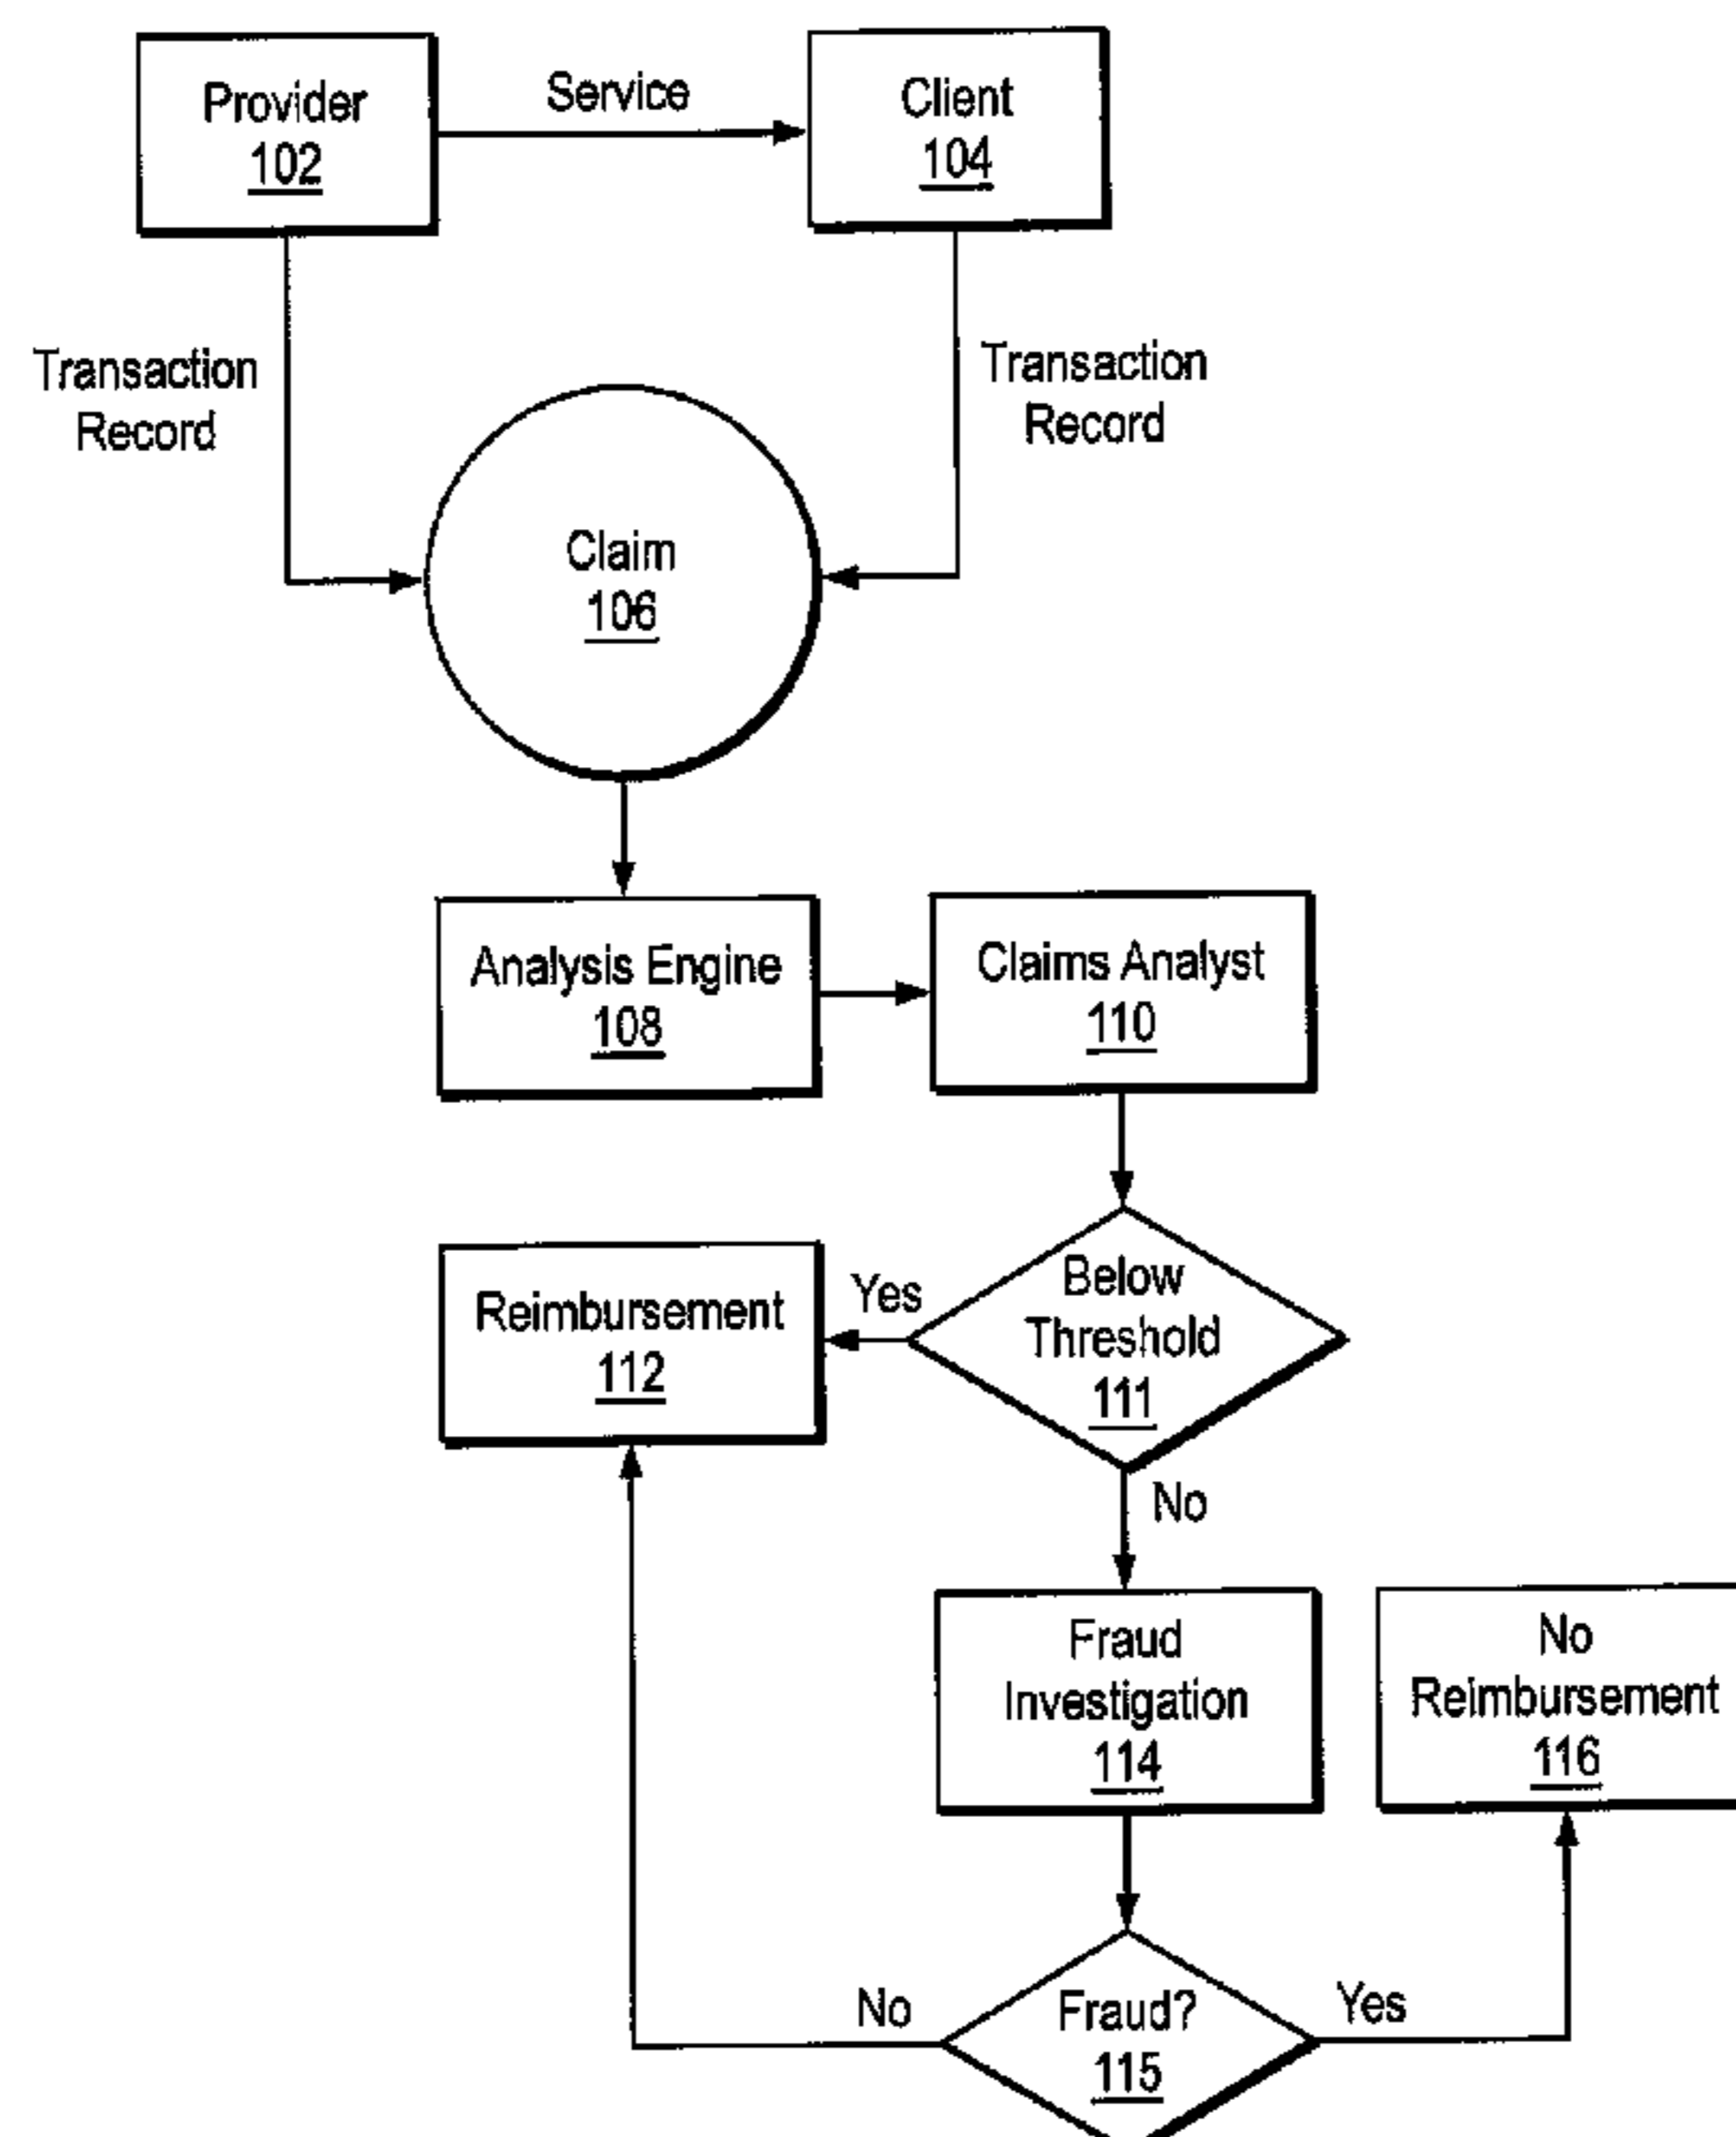 Provider
102
Service
Client
104
Transaction
Record
Transaction
Record
Claim
106
Analysis Engine
108
Claims Analyst
110
Below
Threshold
111
Yes
Reimbursement
112
No
Fraud
Investigation
114
No
Reimbursement
116
Fraud?
115
No
Yes